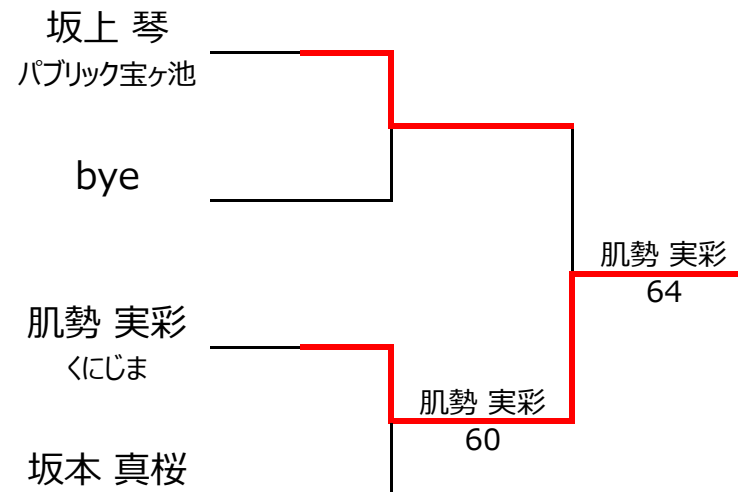 坂上 琴
パブリック宝ヶ池
bye
肌勢 実彩
64
肌勢 実彩
くにじま
肌勢 実彩
60
坂本 真桜